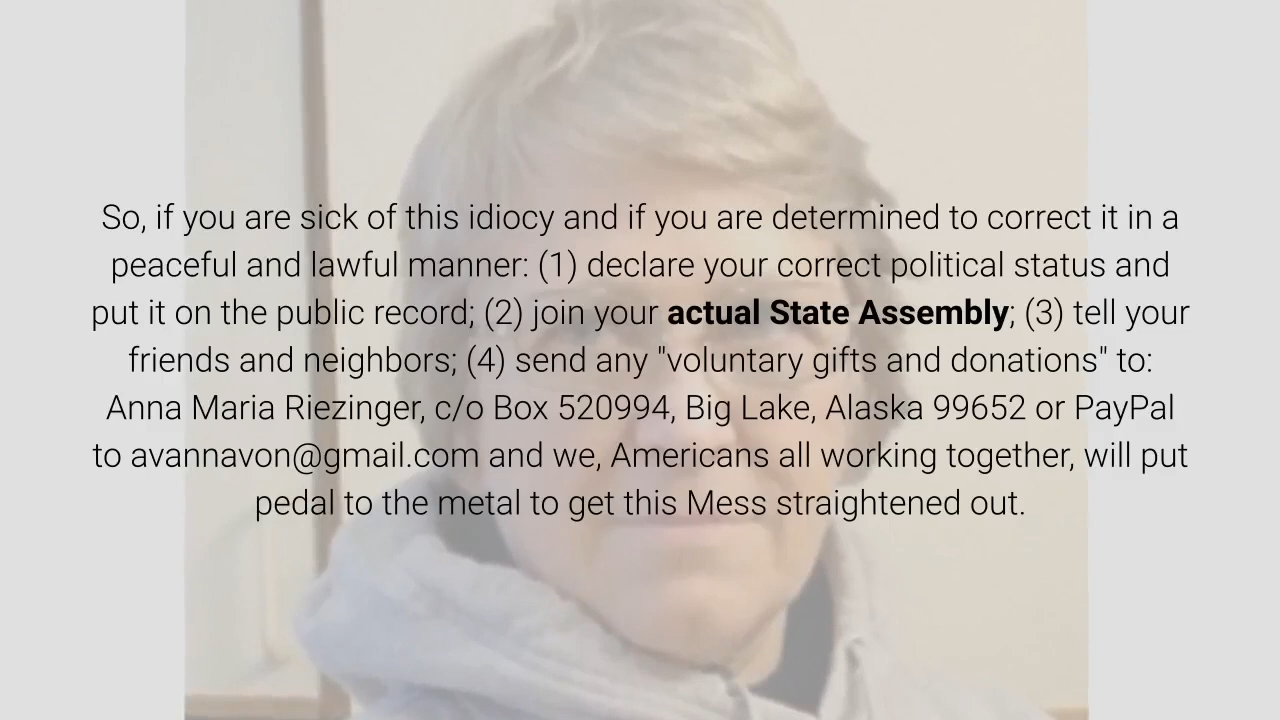 So, if you are sick of this idiocy and if you are determined to correct it in a
peaceful and lawful manner: (1) declare your correct political status and
put it on the public record; (2) join your actual State Assembly; (3) tell your
friends and neighbors; (4) send any "voluntary gifts and donations" to:
Anna Maria Riezinger, c/o Box 520994, Big Lake, Alaska 99652 or PayPal
to avannavon@gmail.com and we, Americans all working together, will put
pedal to the metal to get this Mess straightened out.